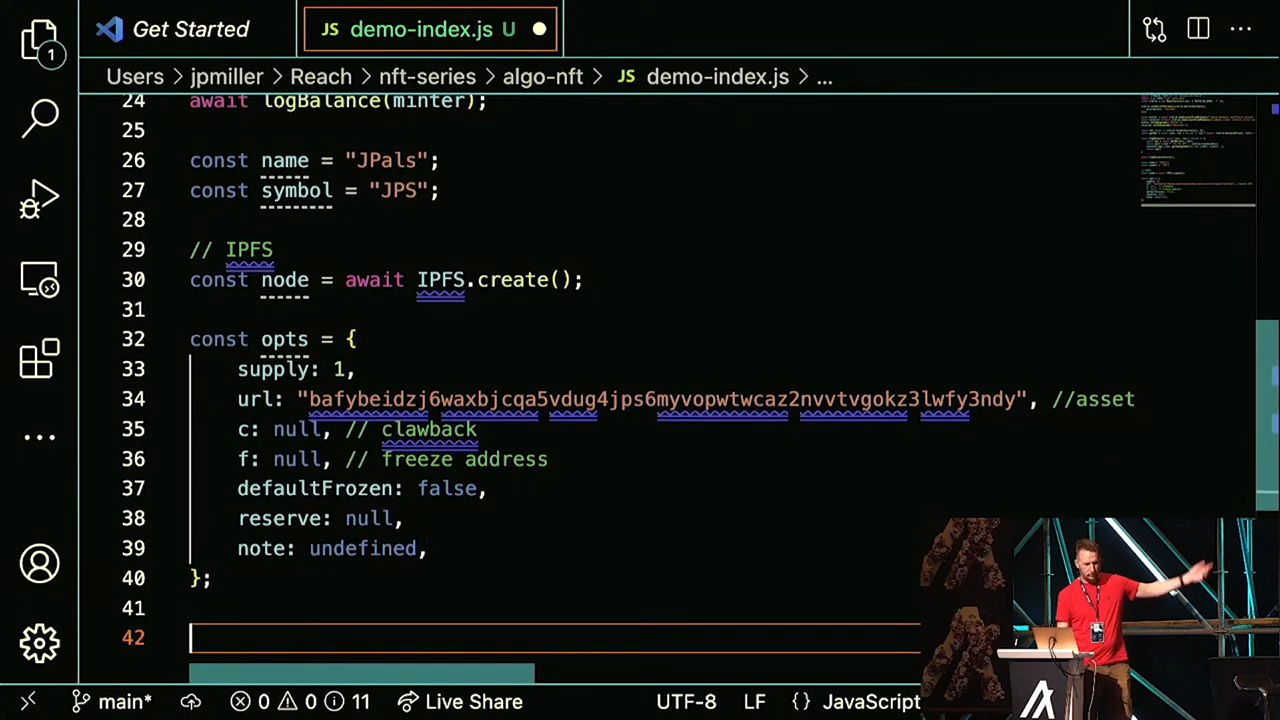 Get Started
JS demo-index.js U
1
Users > jpmiller > Reach > nft-series > algo-nft > JS demo-index.js > ...
24 await logBalance(minter);
25
26 const name = "JPals";
27 const symbol = "JPS";
28
29 // IPFS
30 const node = await IPFS.create();
31
32 const opts = {
33 supply: 1,
34 url: "bafybeidzj6waxbjcqa5vdug4jps6myvopwtwcaz2nvvtvgokz3lwfy3ndy", //asset
35 c: null, // clawback
36 f: null, // freeze address
37 defaultFrozen: false,
38 reserve: null,
39 note: undefined,
40 };
41
42
main* 0 0 11 Live Share UTF-8 LF {} JavaScript